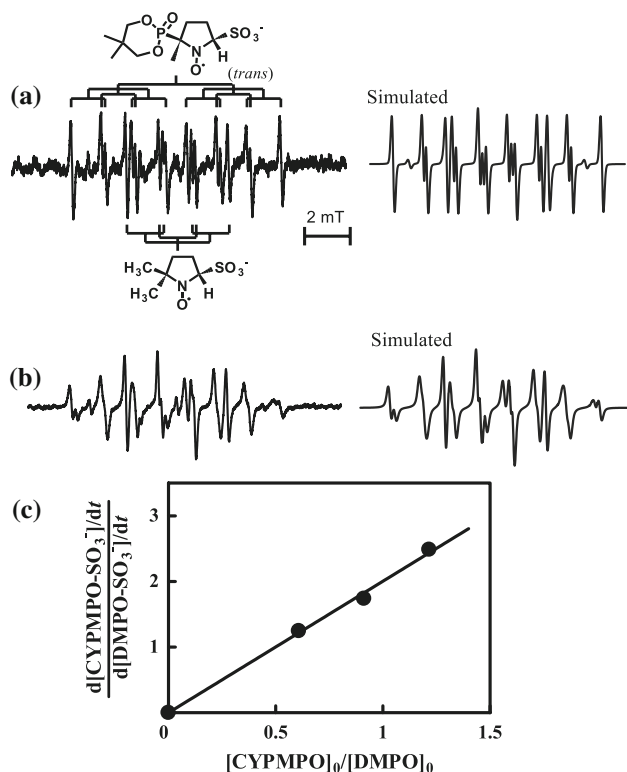 O
O P
O
SO₃⁻
N H
O•
(trans)
(a)
Simulated
2 mT
H₃C
SO₃⁻
H₃C N H
O•
(b)
Simulated
(c)
d[CYPMPO-SO₃⁻]/dt
d[DMPO-SO₃⁻]/dt
3
2
1
0 0.5 1 1.5
[CYPMPO]₀/[DMPO]₀